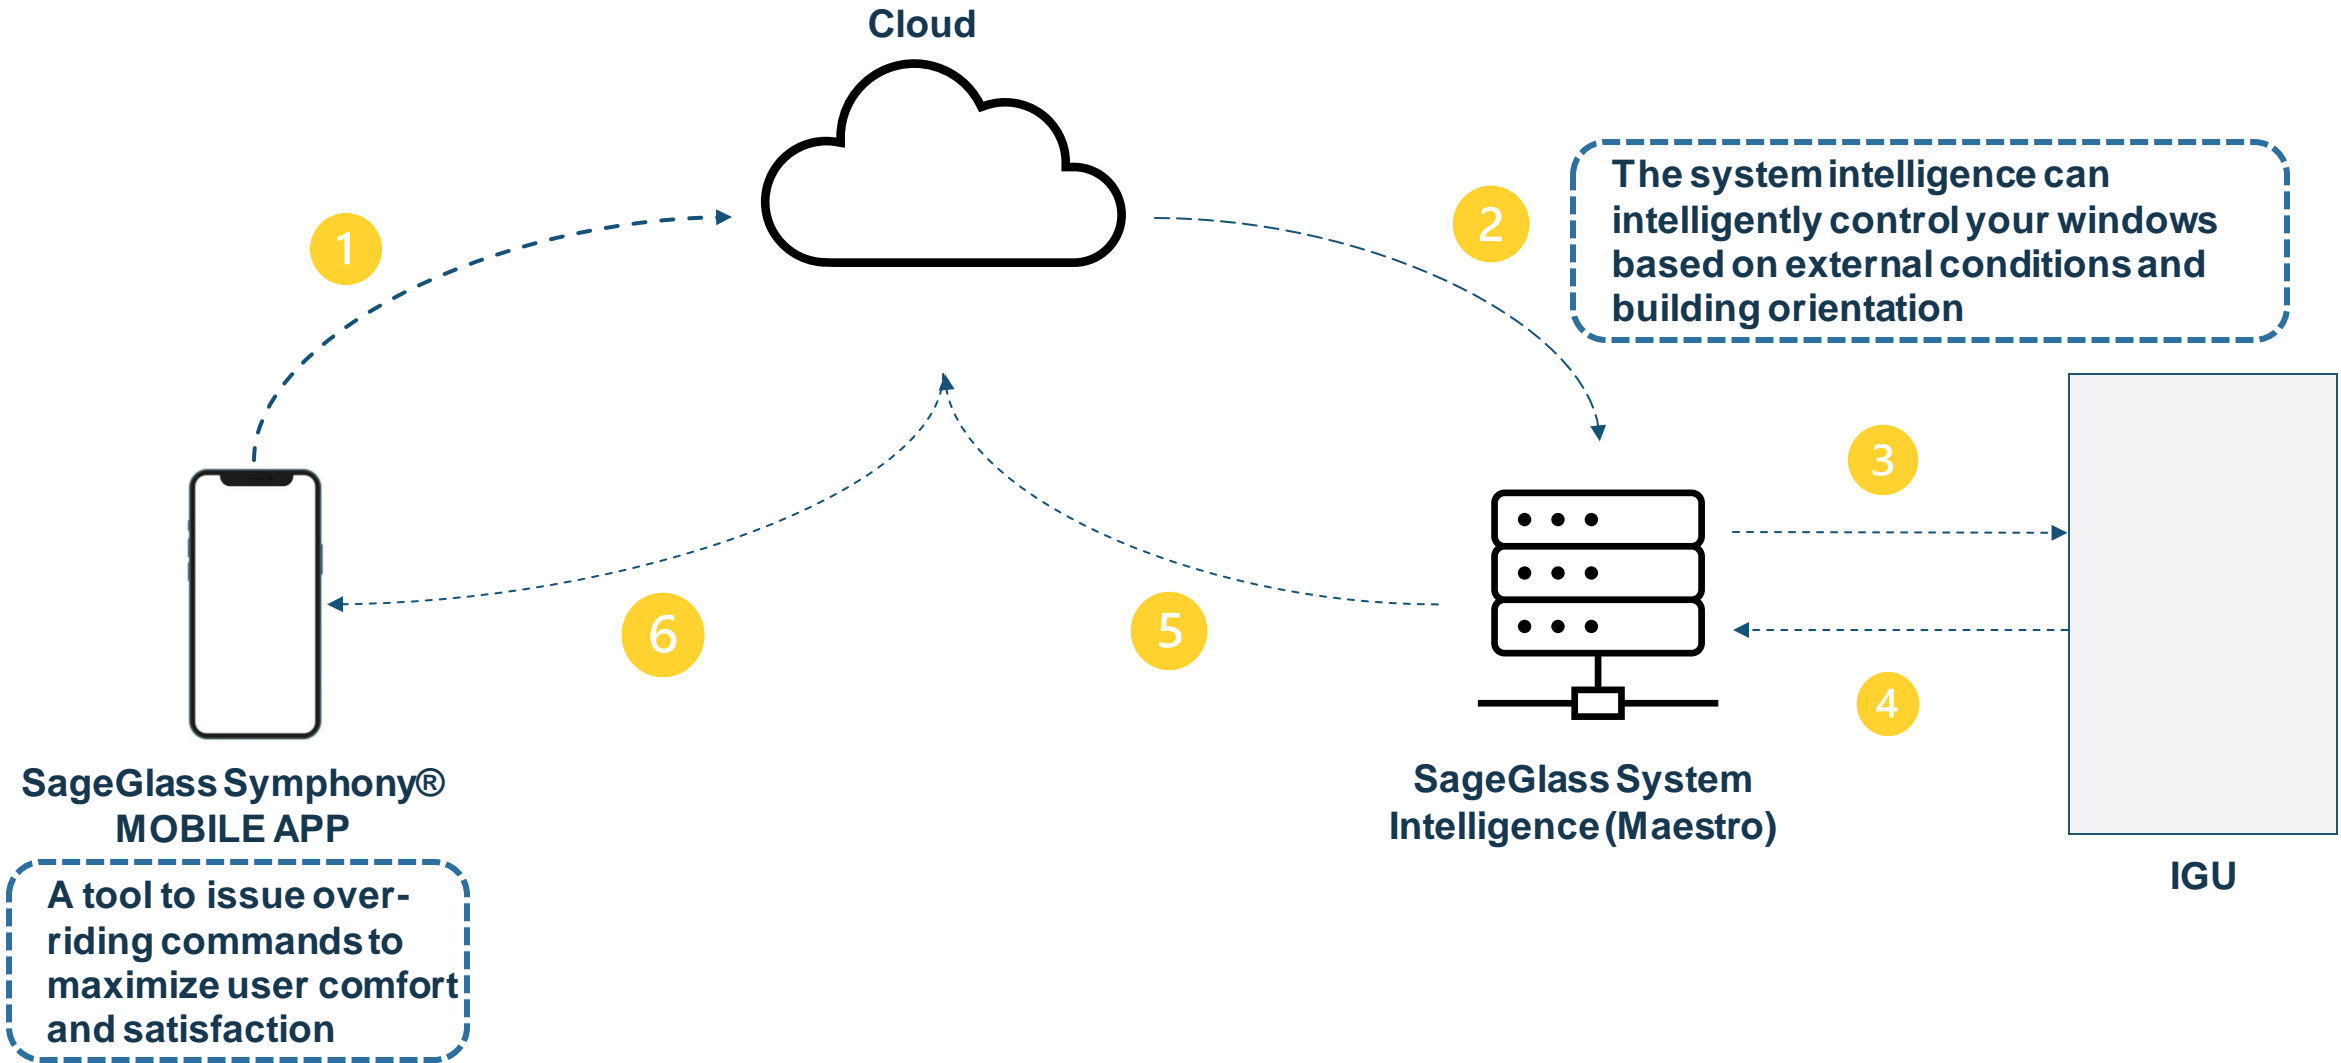 Cloud
1
2
The system intelligence can
intelligently control your windows
based on external conditions and
building orientation
3
6
5
4
SageGlass Symphony®
MOBILE APP
A tool to issue over-
riding commands to
maximize user comfort
and satisfaction
SageGlass System
Intelligence (Maestro)
IGU